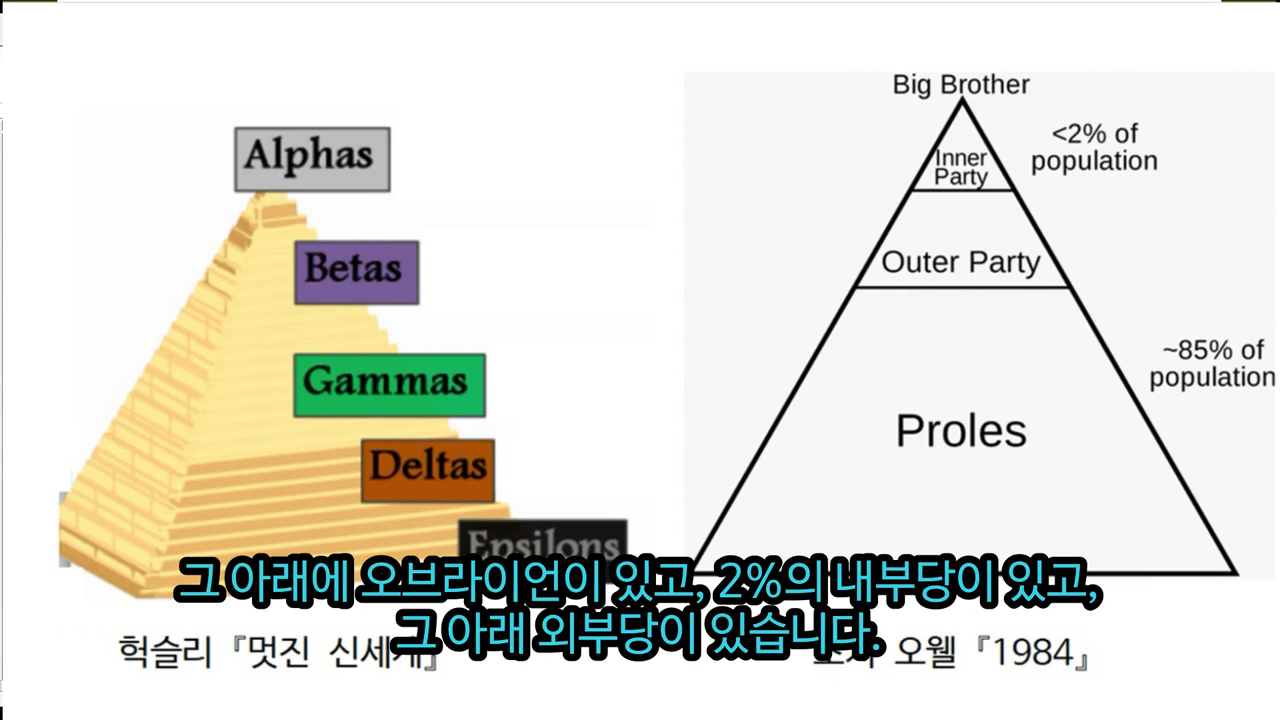 Alphas
Betas
Gammas
Deltas
Epsilons
Big Brother
<2% of
population
Inner
Party
Outer Party
~85% of
population
Proles
그 아래에 오브라이언이 있고, 2%의 내부당이 있고,
그 아래 외부당이 있습니다.
헉슬리 『멋진 신세계』
오웰 『1984』